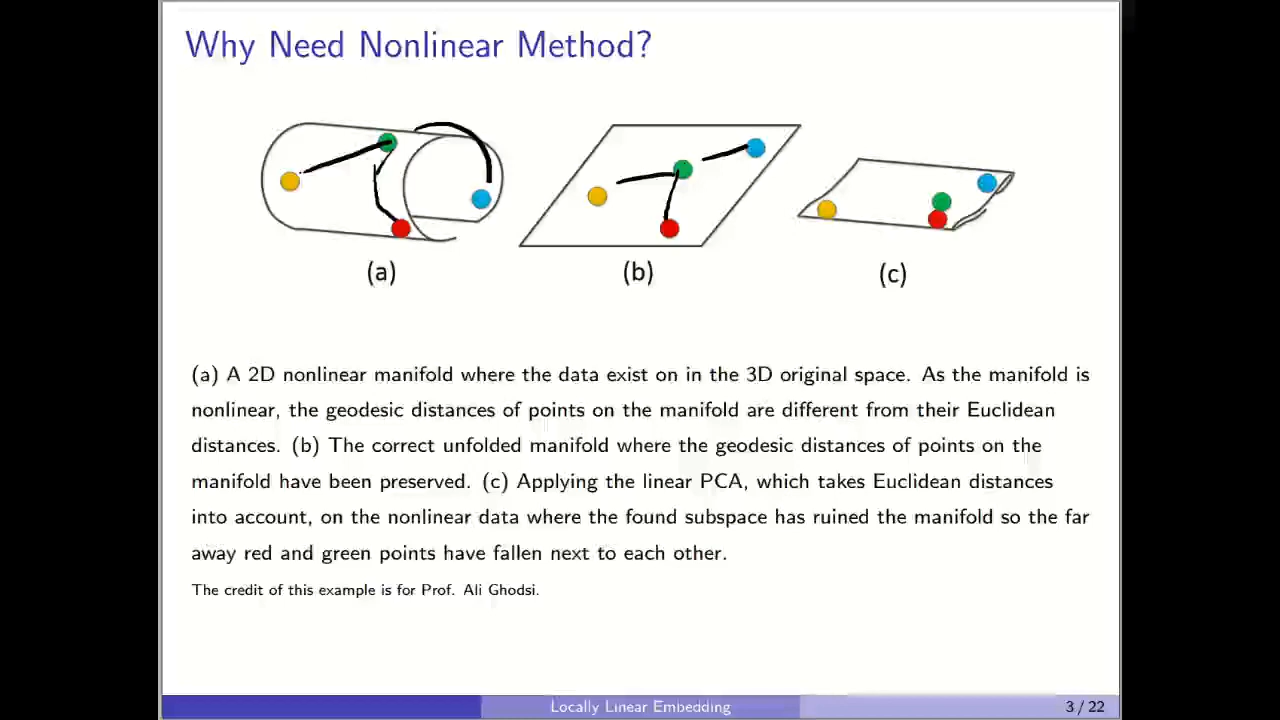 Why Need Nonlinear Method?
(a)
(b)
(c)
(a) A 2D nonlinear manifold where the data exist on in the 3D original space. As the manifold is
nonlinear, the geodesic distances of points on the manifold are different from their Euclidean
distances. (b) The correct unfolded manifold where the geodesic distances of points on the
manifold have been preserved. (c) Applying the linear PCA, which takes Euclidean distances
into account, on the nonlinear data where the found subspace has ruined the manifold so the far
away red and green points have fallen next to each other.
The credit of this example is for Prof. Ali Ghodsi.
Locally Linear Embedding
3 / 22